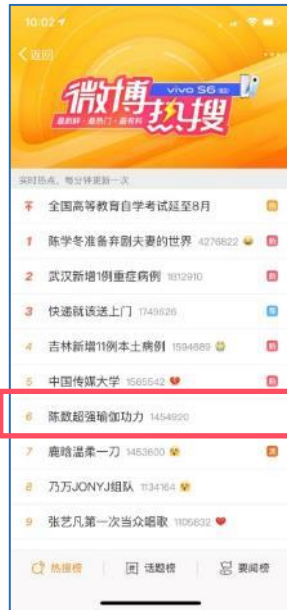 10:02
返回
微博热搜
vivo S6
最新鲜·最热门·最有料
实时热点，每分钟更新一次
全国高等教育自学考试延至8月 热
1 陈学冬准备弃剧夫妻的世界 4276822 新
2 武汉新增1例重症病例 1812910 新
3 快递就该送上门 1749526 荐
4 吉林新增11例本土病例 1594689 新
5 中国传媒大学 1565542 新
6 陈数超强瑜伽功力 1454920
7 鹿晗温柔一刀 1453600
8 乃万JONYJ组队 1134164
9 张艺凡第一次当众唱歌 1105832
热搜榜 话题榜 要闻榜